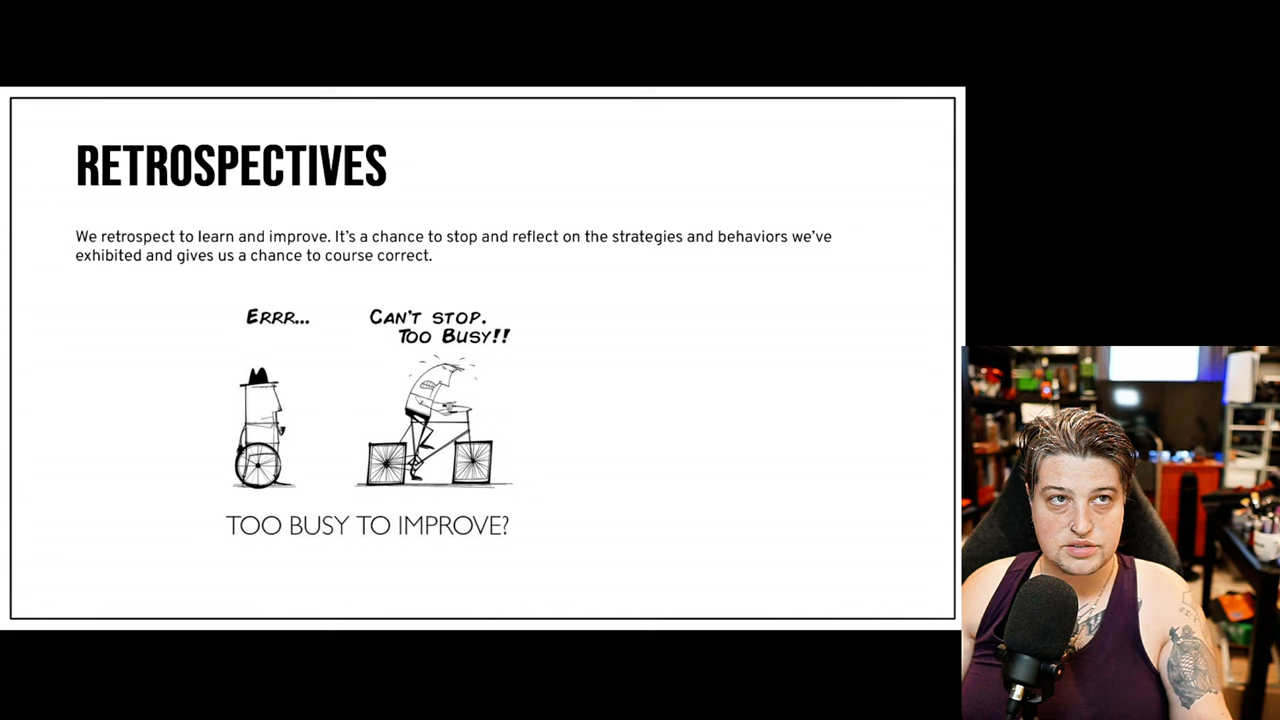 RETROSPECTIVES
We retrospect to learn and improve. It's a chance to stop and reflect on the strategies and behaviors we've
exhibited and gives us a chance to course correct.
ERRR...
CAN'T STOP.
TOO BUSY!!
TOO BUSY TO IMPROVE?